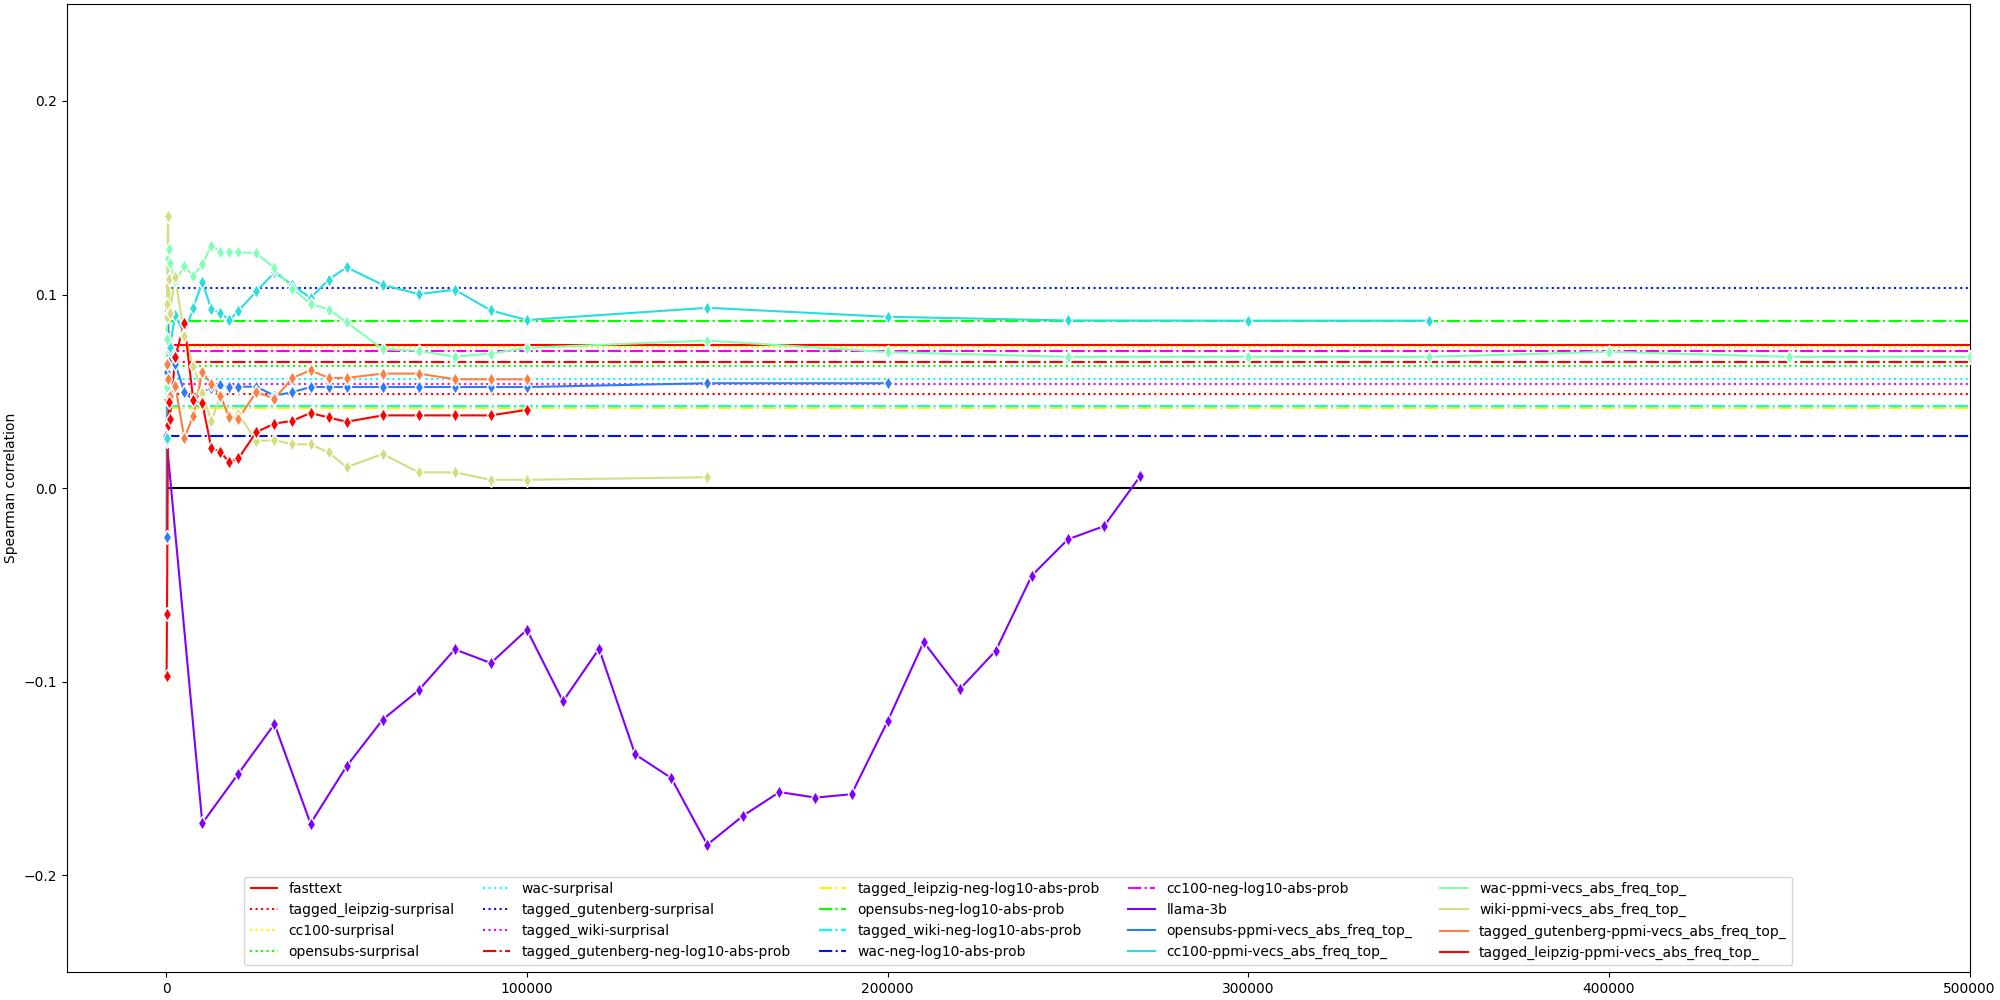 0.2
0.1
0.0
−0.1
−0.2
Spearman correlation
fasttext
tagged_leipzig-surprisal
cc100-surprisal
opensubs-surprisal
wac-surprisal
tagged_gutenberg-surprisal
tagged_wiki-surprisal
tagged_gutenberg-neg-log10-abs-prob
tagged_leipzig-neg-log10-abs-prob
opensubs-neg-log10-abs-prob
tagged_wiki-neg-log10-abs-prob
wac-neg-log10-abs-prob
cc100-neg-log10-abs-prob
llama-3b
opensubs-ppmi-vecs_abs_freq_top_
cc100-ppmi-vecs_abs_freq_top_
wac-ppmi-vecs_abs_freq_top_
wiki-ppmi-vecs_abs_freq_top_
tagged_gutenberg-ppmi-vecs_abs_freq_top_
tagged_leipzig-ppmi-vecs_abs_freq_top_
0 100000 200000 300000 400000 500000